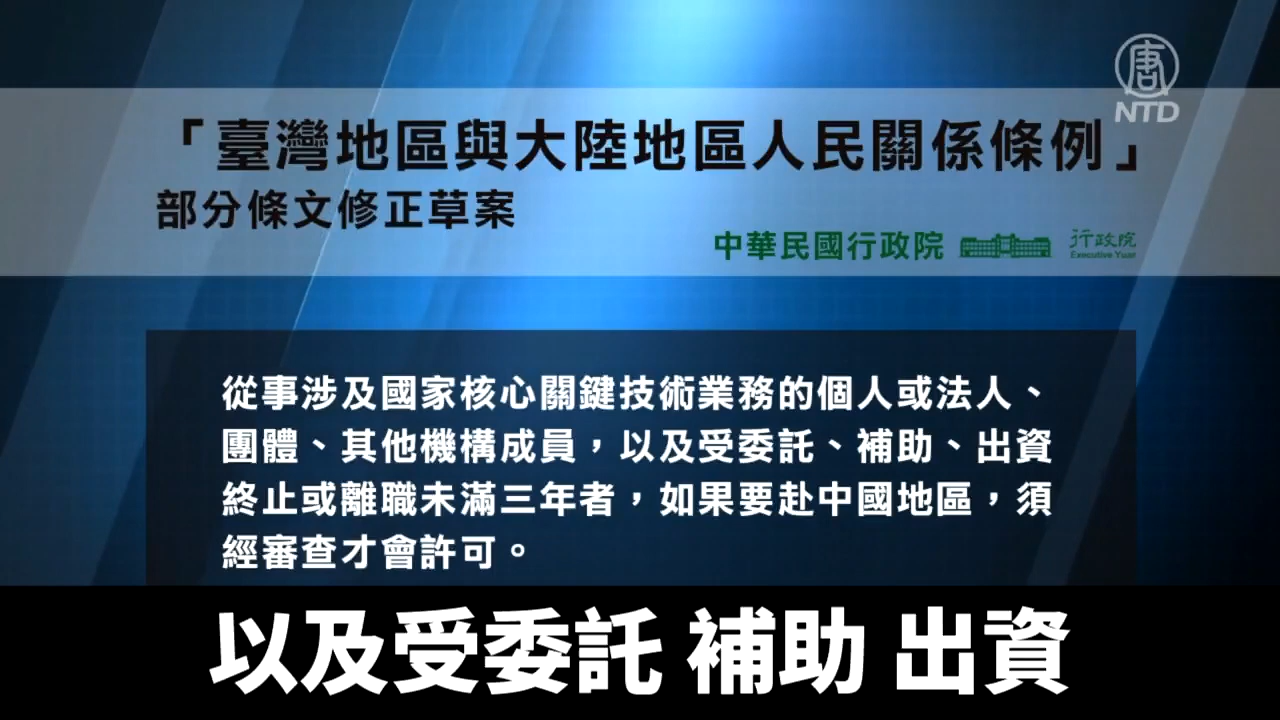 唐
NTD
「臺灣地區與大陸地區人民關係條例」
部分條文修正草案
中華民國行政院
行政院
Executive Yuan
從事涉及國家核心關鍵技術業務的個人或法人、
團體、其他機構成員，以及受委託、補助、出資
終止或離職未滿三年者，如果要赴中國地區，須
經審查才會許可。
以及受委託 補助 出資